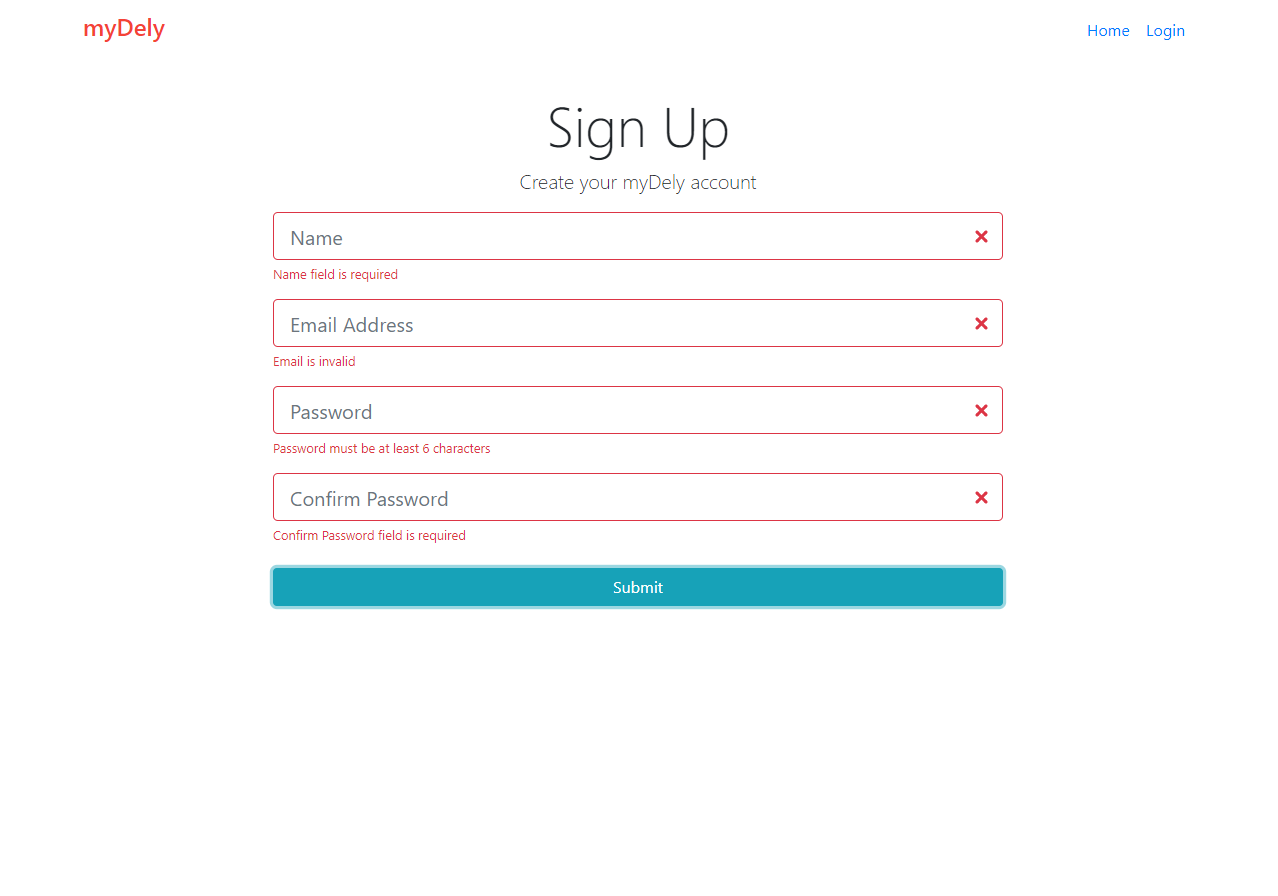 myDely
Home Login
Sign Up
Create your myDely account
Name
Name field is required
Email Address
Email is invalid
Password
Password must be at least 6 characters
Confirm Password
Confirm Password field is required
Submit